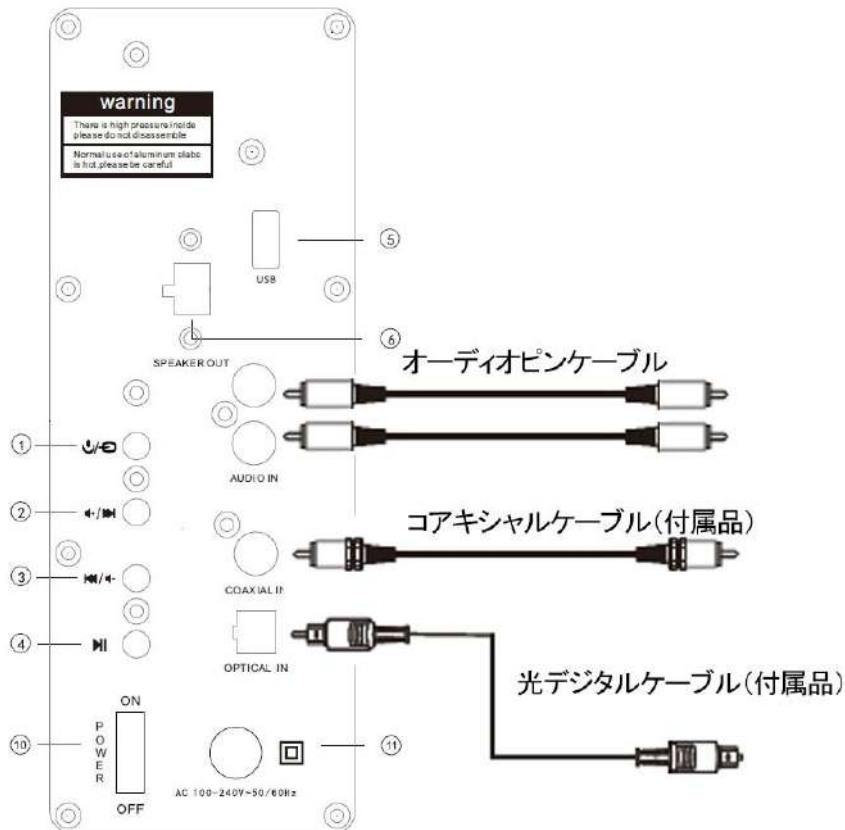 warning
There is high pressure inside
please do not disassemble
Normal use of aluminum slabs
is hot,please be careful
⑤
USB
⑥
SPEAKER OUT
オーディオピンケーブル
①
AUDIO IN
②
コアキシャルケーブル(付属品)
③
COAXIAL IN
④
OPTICAL IN
光デジタルケーブル(付属品)
ON
⑩
POWER
⑪
AC 100-240V~50/60Hz
OFF